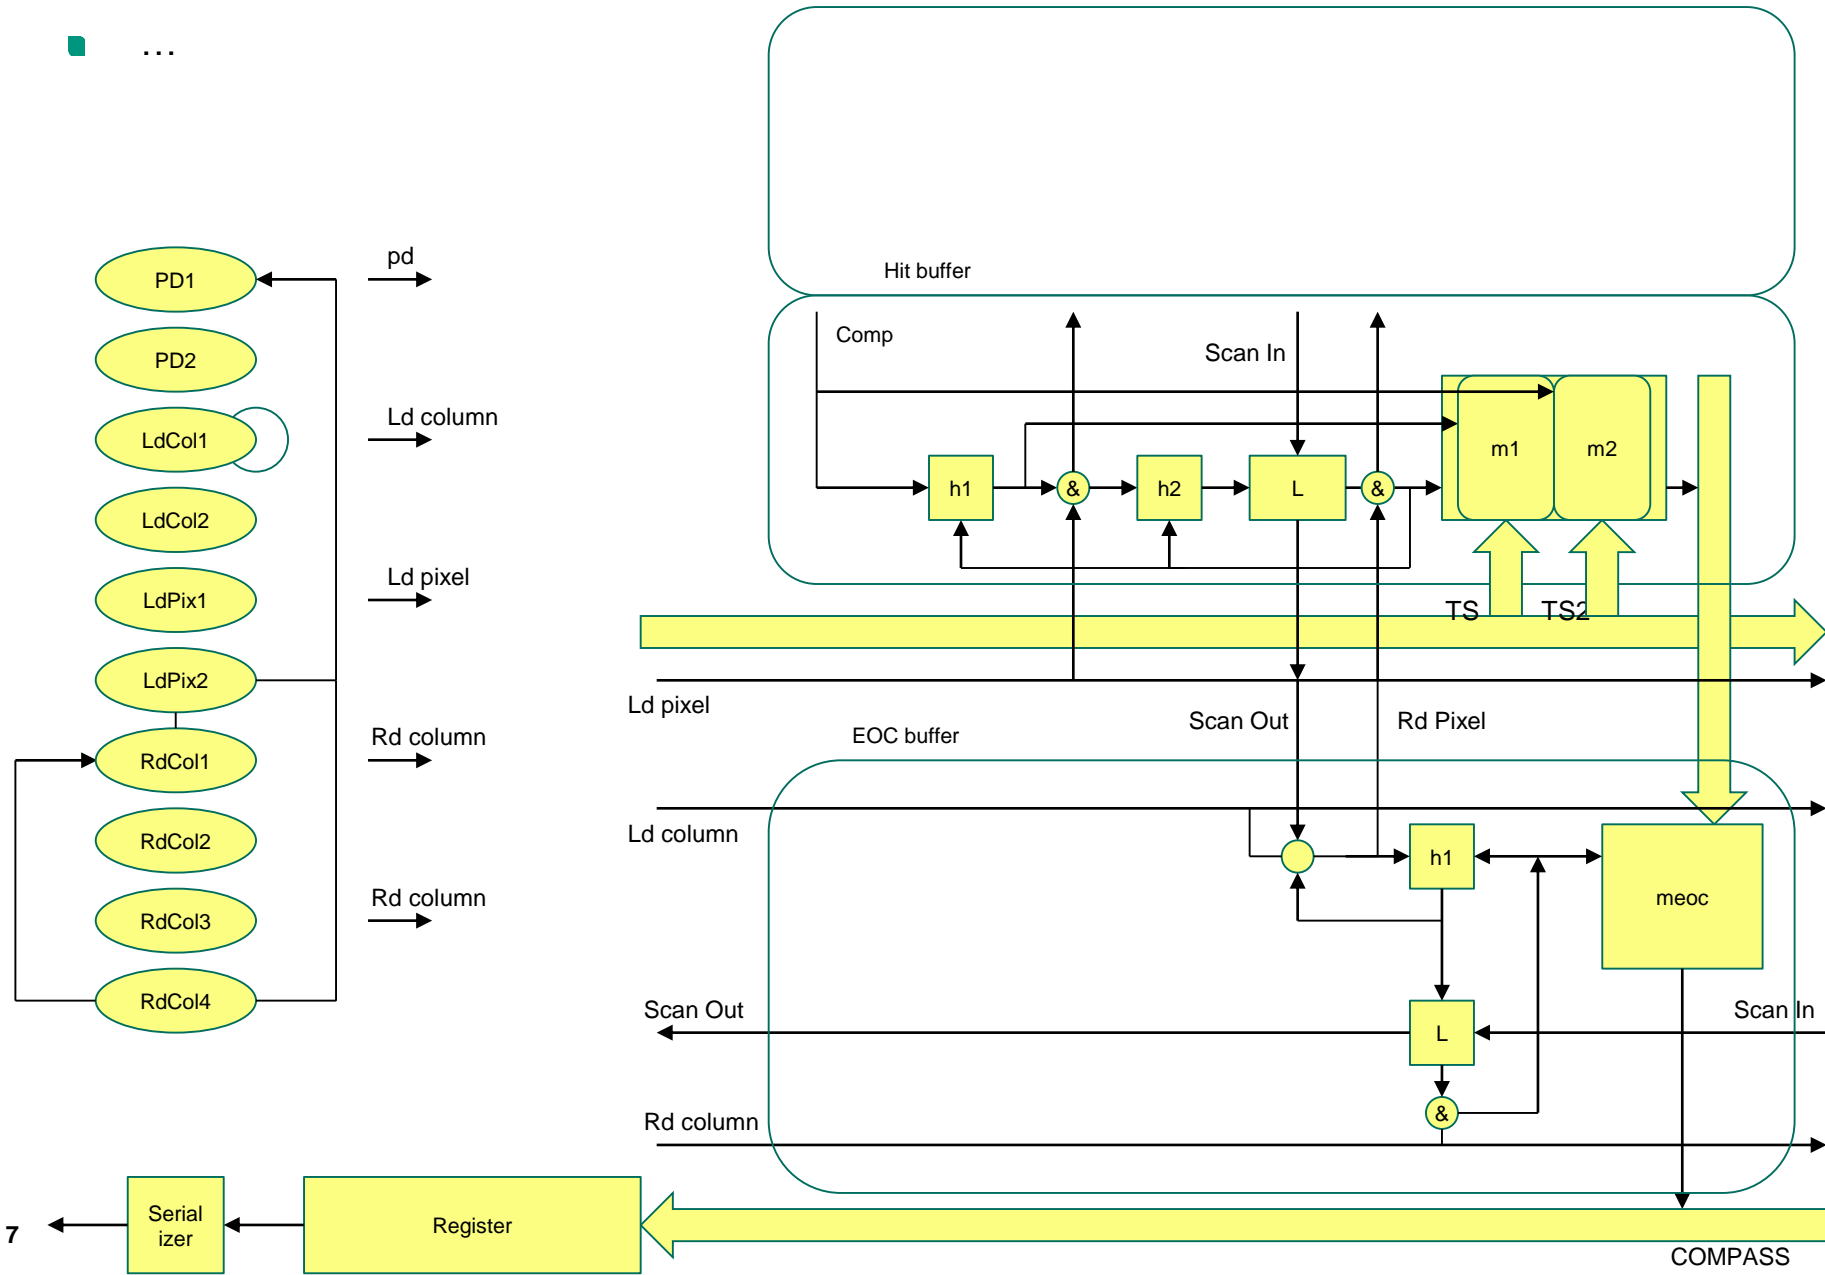 ...
PD1
PD2
LdCol1
LdCol2
LdPix1
LdPix2
RdCol1
RdCol2
RdCol3
RdCol4
pd
Ld column
Ld pixel
Rd column
Rd column
Hit buffer
Comp
Scan In
h1
&
h2
L
&
m1
m2
TS
TS2
Ld pixel
Scan Out
Rd Pixel
EOC buffer
Ld column
h1
meoc
Scan Out
L
Scan In
&
Rd column
Serial
izer
Register
7
COMPASS